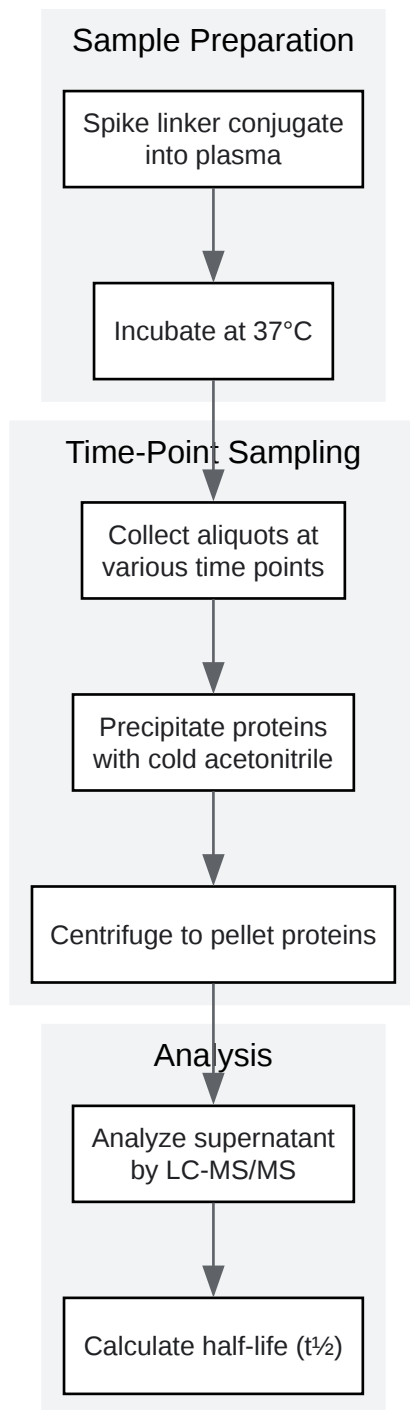 Sample Preparation
Spike linker conjugate
into plasma
Incubate at 37°C
Time-Point Sampling
Collect aliquots at
various time points
Precipitate proteins
with cold acetonitrile
Centrifuge to pellet proteins
Analysis
Analyze supernatant
by LC-MS/MS
Calculate half-life (t½)